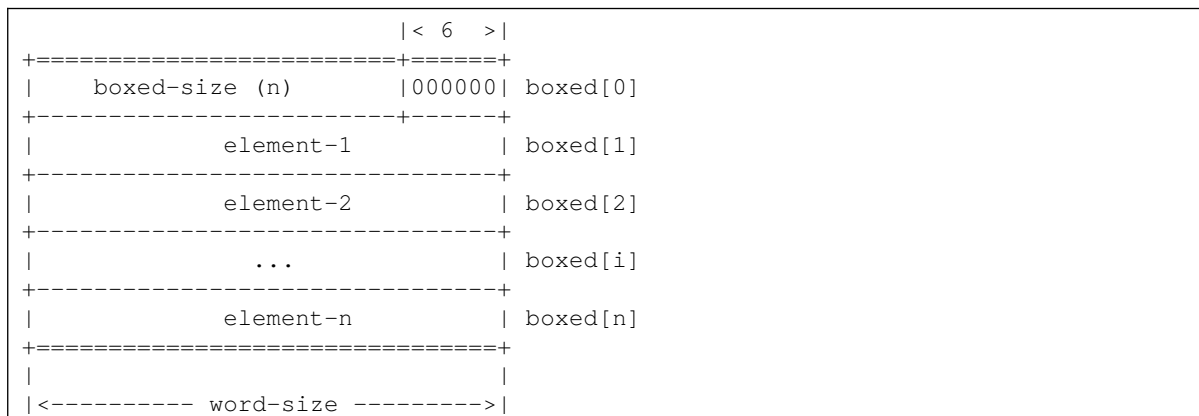 |< 6  >|
+=========================+======+
|    boxed-size (n)       |000000| boxed[0]
+-------------------------+------+
|            element-1           | boxed[1]
+--------------------------------+
|            element-2           | boxed[2]
+--------------------------------+
|              ...               | boxed[i]
+--------------------------------+
|            element-n           | boxed[n]
+================================+
|                                |
|<---------- word-size --------->|